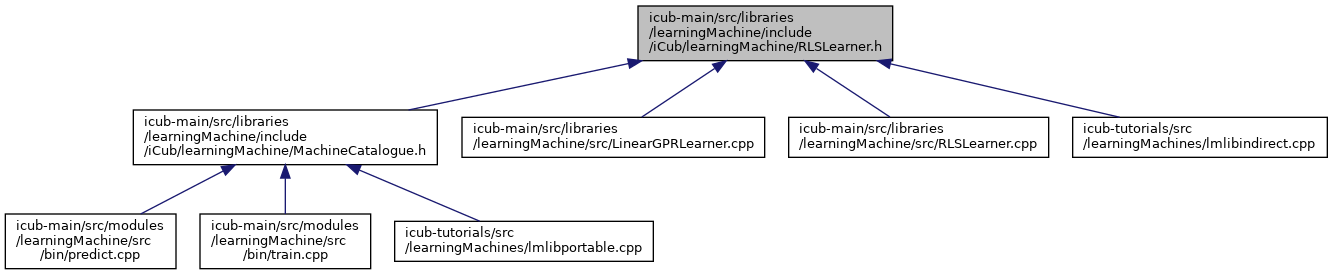 icub-main/src/libraries
/learningMachine/include
/iCub/learningMachine/RLSLearner.h
icub-main/src/libraries
/learningMachine/include
/iCub/learningMachine/MachineCatalogue.h
icub-main/src/libraries
/learningMachine/src/LinearGPRLearner.cpp
icub-main/src/libraries
/learningMachine/src/RLSLearner.cpp
icub-tutorials/src
/learningMachines/lmlibindirect.cpp
icub-main/src/modules
/learningMachine/src
/bin/predict.cpp
icub-main/src/modules
/learningMachine/src
/bin/train.cpp
icub-tutorials/src
/learningMachines/lmlibportable.cpp